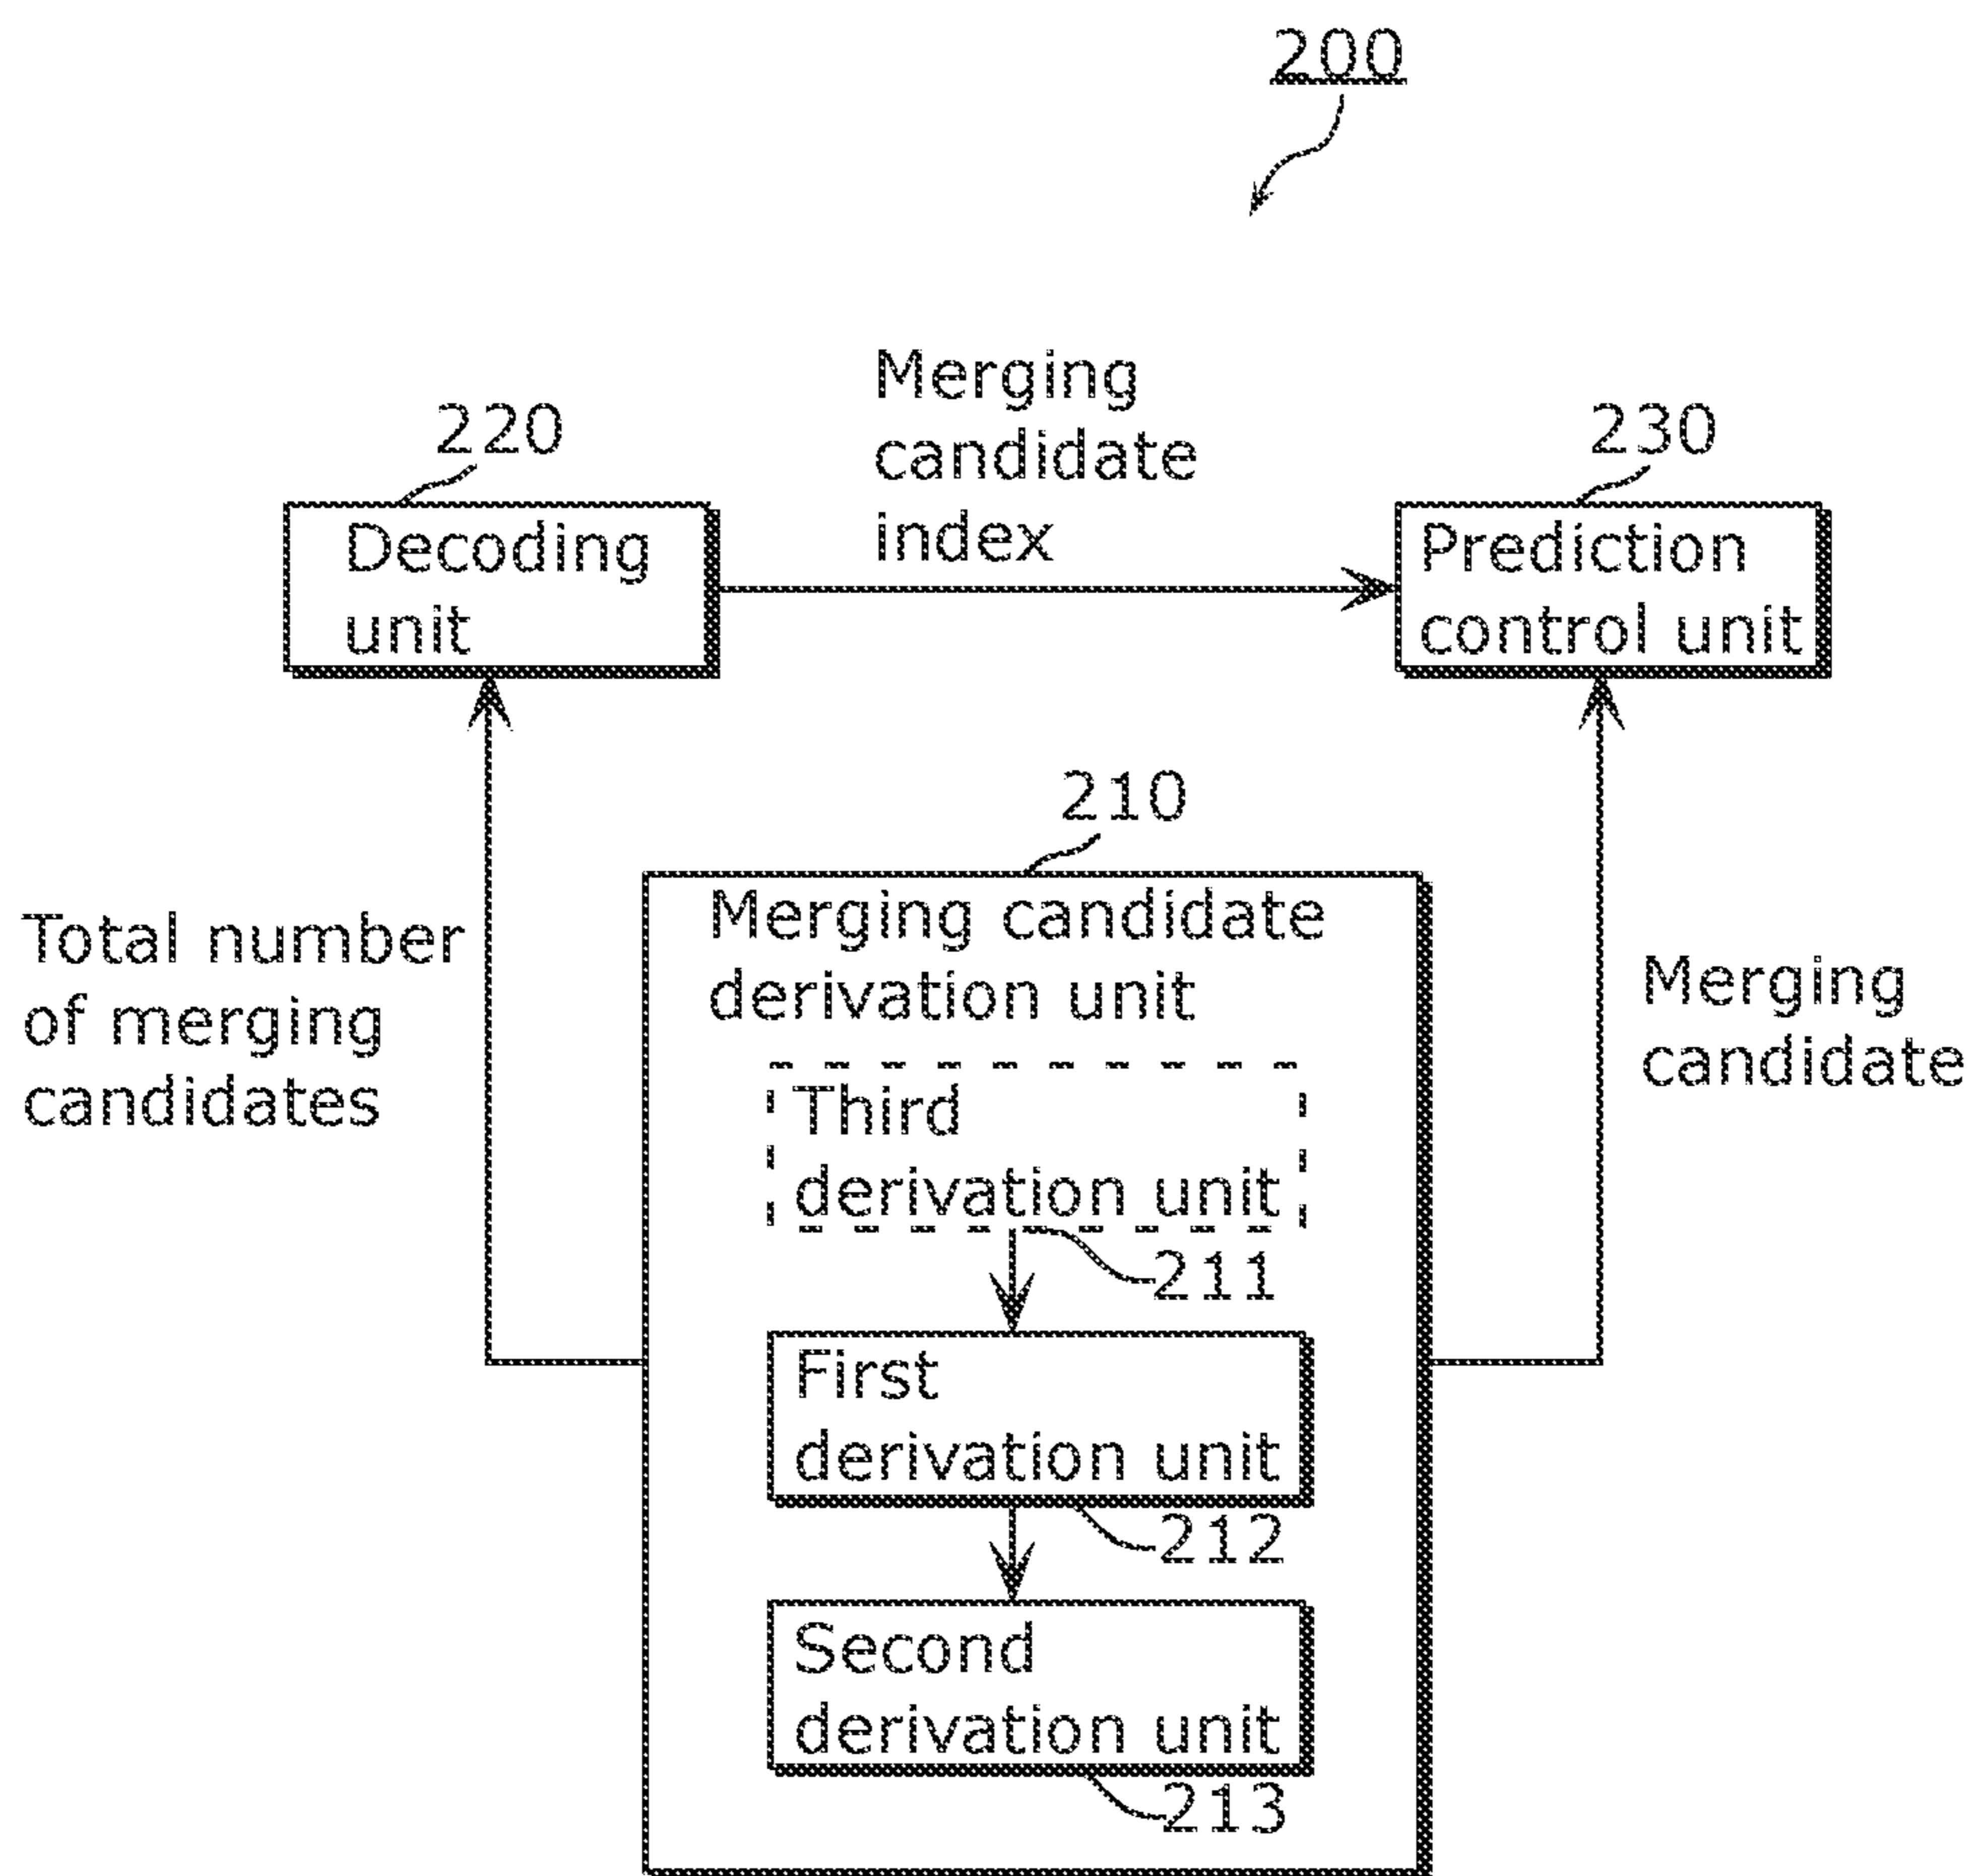 200
Merging
candidate
index
220
230
Decoding
unit
Prediction
control unit
210
Merging candidate
derivation unit
Total number
of merging
candidates
Merging
candidate
Third
derivation unit
211
First
derivation unit
212
Second
derivation unit
213